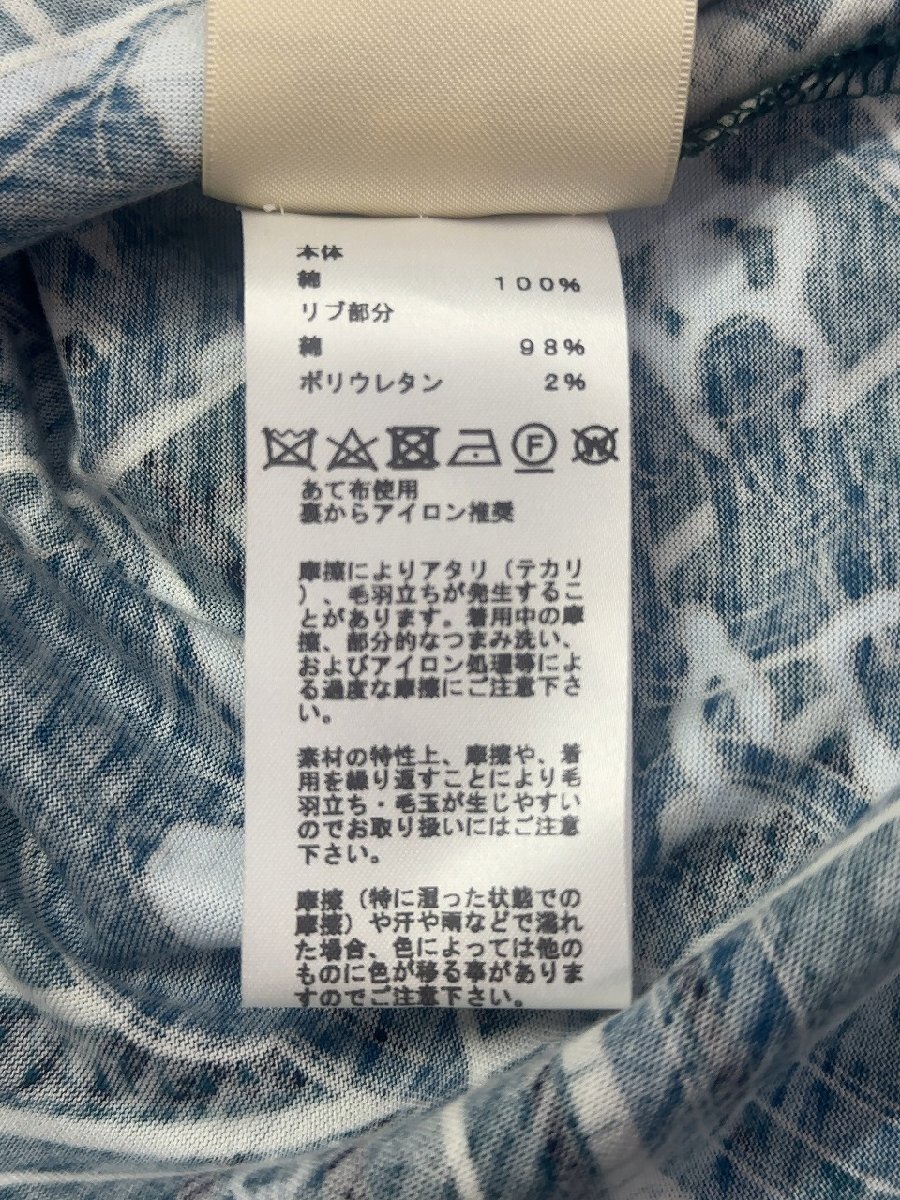 本体
綿 100%
リブ部分
綿 98%
ポリウレタン 2%
F W
あて布使用
裏からアイロン推奨
摩擦によりアタリ(テカリ
)、毛羽立ちが発生するこ
とがあります。着用中の摩
擦、部分的なつまみ洗い、
およびアイロン処理等によ
る過度な摩擦にご注意下さ
い。
素材の特性上、摩擦や、着
用を繰り返すことにより毛
羽立ち・毛玉が生じやすい
のでお取り扱いにはご注意
下さい。
摩擦(特に湿った状態での
摩擦)や汗や雨などで濡れ
た場合、色によっては他の
ものに色が移る事がありま
すのでご注意下さい。